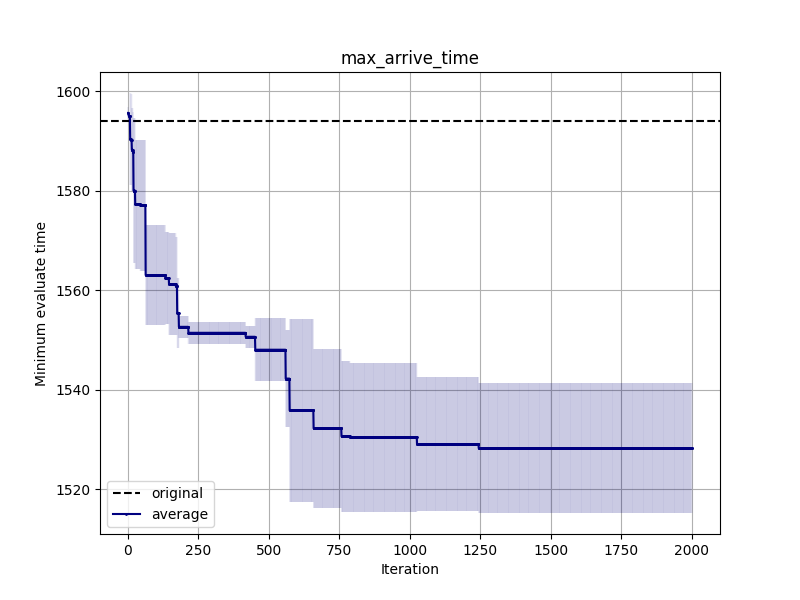 max_arrive_time
Minimum evaluate time
1600
1580
1560
1540
1520
original
average
0 250 500 750 1000 1250 1500 1750 2000
Iteration